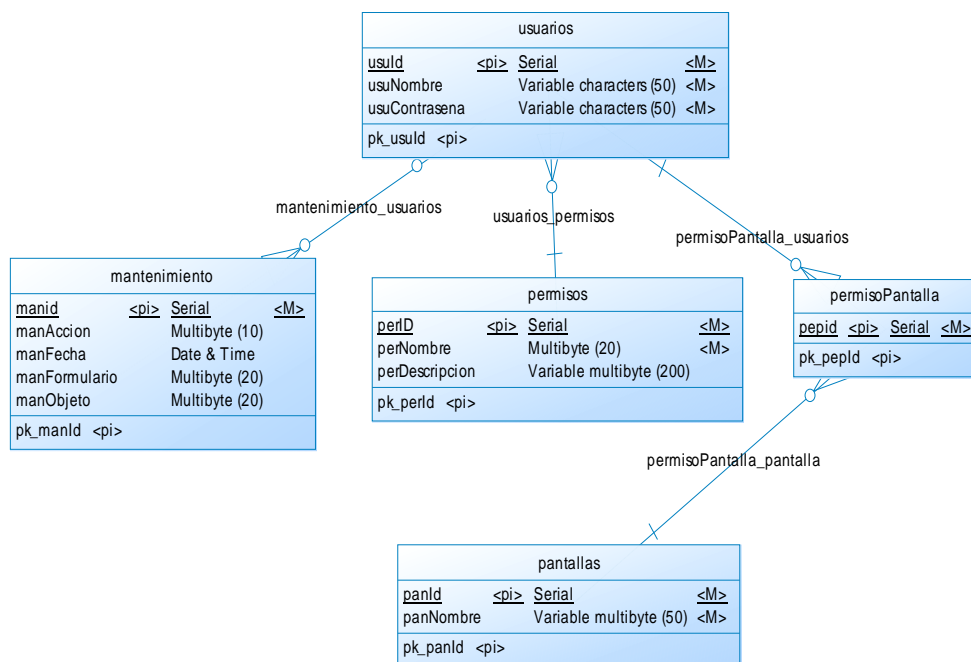 usuarios
usuId <pi> Serial <M>
usuNombre Variable characters (50) <M>
usuContrasena Variable characters (50) <M>
pk_usuId <pi>
mantenimiento_usuarios
usuarios_permisos
permisoPantalla_usuarios
mantenimiento
manid <pi> Serial <M>
manAccion Multibyte (10)
manFecha Date & Time
manFormulario Multibyte (20)
manObjeto Multibyte (20)
pk_manId <pi>
permisos
perID <pi> Serial <M>
perNombre Multibyte (20) <M>
perDescripcion Variable multibyte (200)
pk_perId <pi>
permisoPantalla
pepid <pi> Serial <M>
pk_pepId <pi>
permisoPantalla_pantalla
pantallas
panId <pi> Serial <M>
panNombre Variable multibyte (50) <M>
pk_panId <pi>